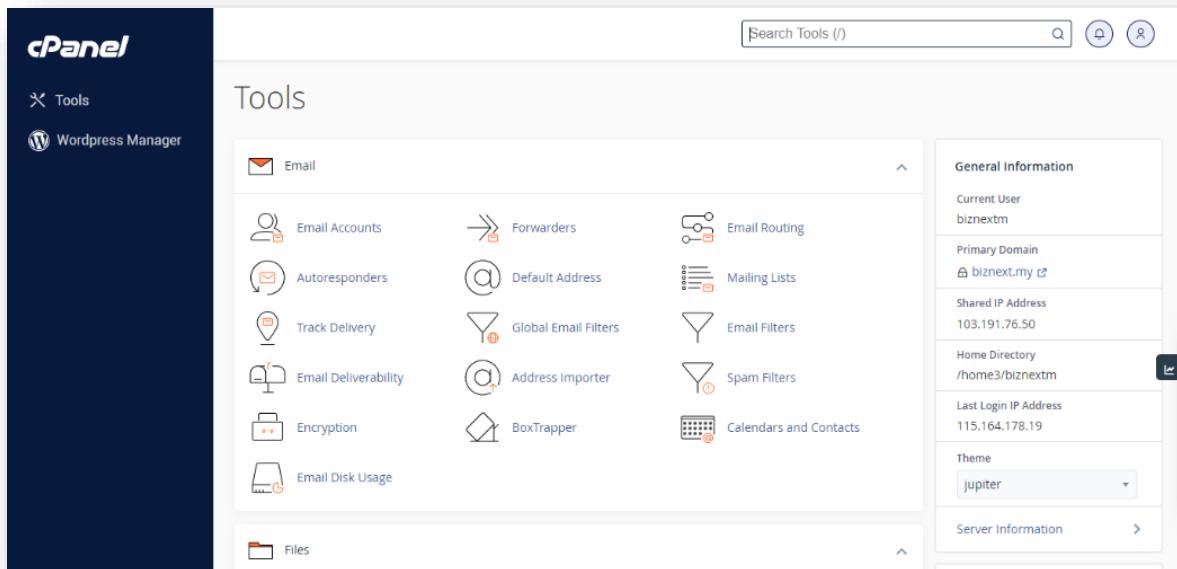 cPanel
Search Tools (/)
Tools
Wordpress Manager
Tools
Email
Email Accounts
Forwarders
Email Routing
Autoresponders
Default Address
Mailing Lists
Track Delivery
Global Email Filters
Email Filters
Email Deliverability
Address Importer
Spam Filters
Encryption
BoxTrapper
Calendars and Contacts
Email Disk Usage
Files
General Information
Current User
biznextm
Primary Domain
biznext.my
Shared IP Address
103.191.76.50
Home Directory
/home3/biznextm
Last Login IP Address
115.164.178.19
Theme
jupiter
Server Information